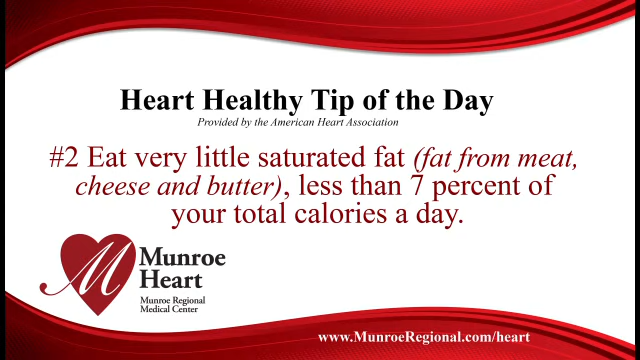 Heart Healthy Tip of the Day
Provided by the American Heart Association
#2 Eat very little saturated fat (fat from meat,
cheese and butter), less than 7 percent of
your total calories a day.
M
Munroe
Heart
Munroe Regional
Medical Center
www.MunroeRegional.com/heart